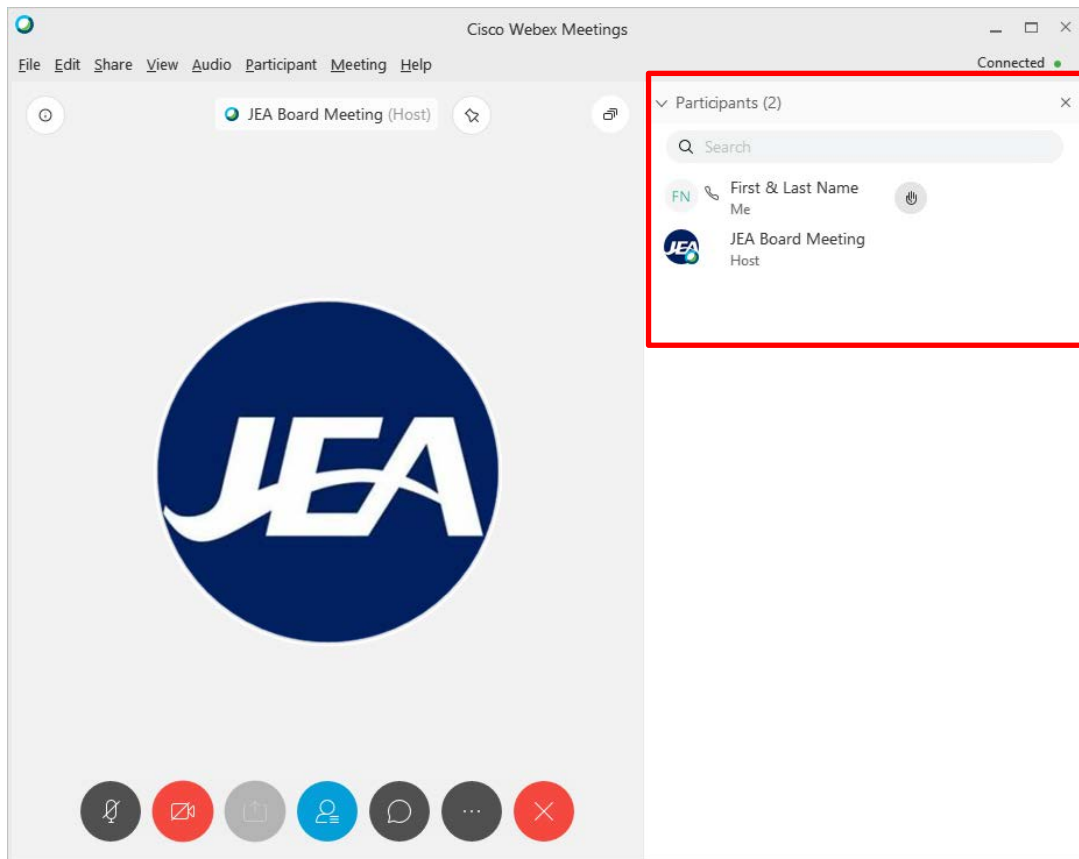 Cisco Webex Meetings
File Edit Share View Audio Participant Meeting Help
Connected
JEA Board Meeting (Host)
Participants (2)
Search
FN
First & Last Name
Me
JEA
JEA Board Meeting
Host
JEA